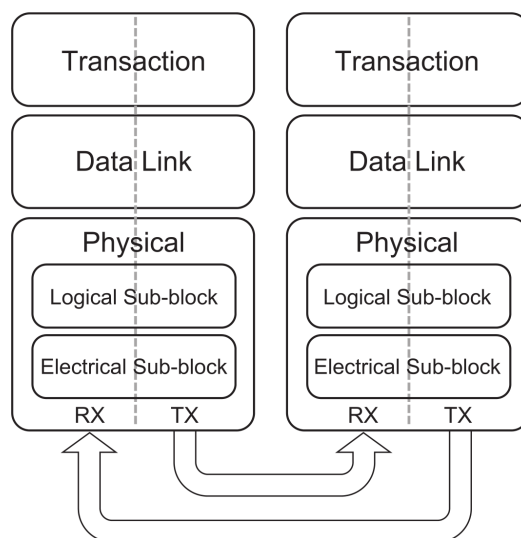 Transaction
Data Link
Physical
Logical Sub-block
Electrical Sub-block
RX TX
Transaction
Data Link
Physical
Logical Sub-block
Electrical Sub-block
RX TX